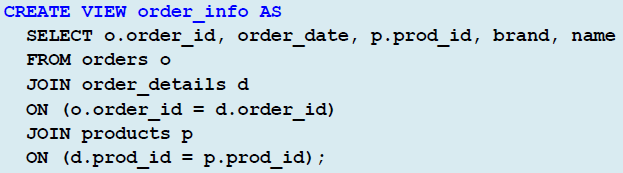 CREATE VIEW order_info AS
SELECT o.order_id, order_date, p.prod_id, brand, name
FROM orders o
JOIN order_details d
ON (o.order_id = d.order_id)
JOIN products p
ON (d.prod_id = p.prod_id);